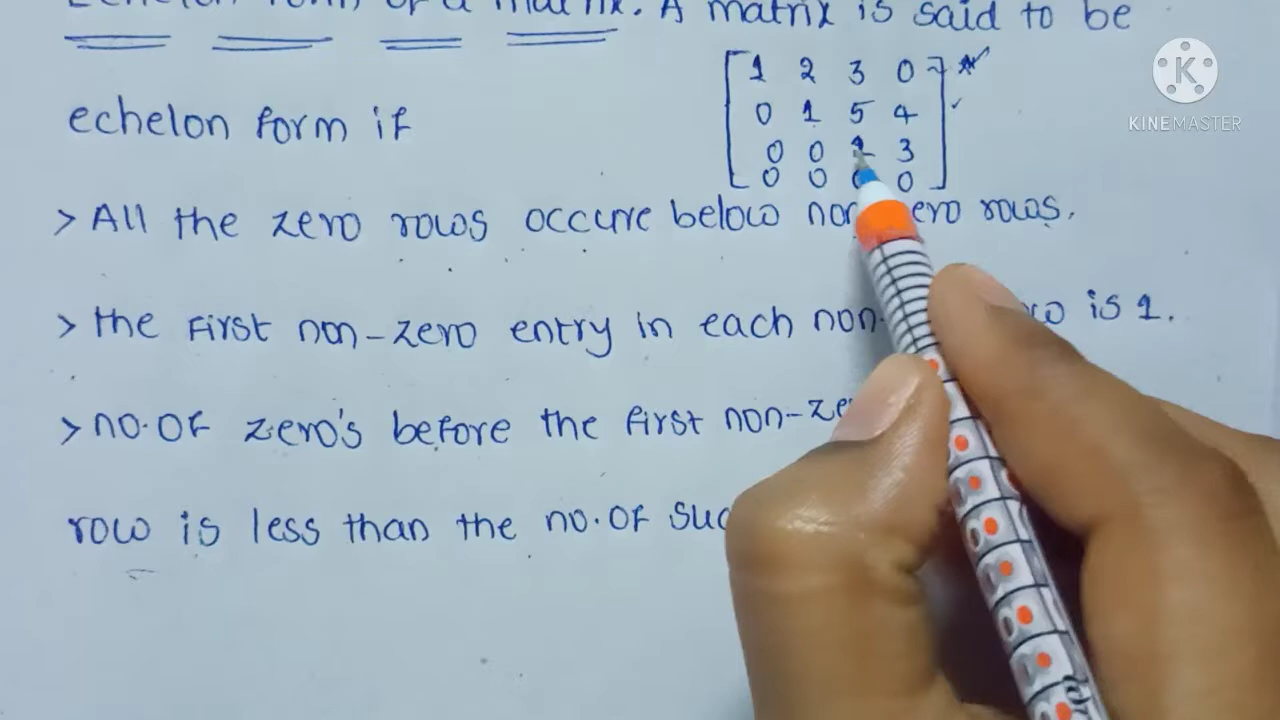 Echelon form of a matrix. A matrix is said to be
echelon form if
1 2 3 0
0 1 5 4
0 0 1 3
0 0 0 0
> All the zero rows occure below non rows.
> the first non-zero entry in each non- is 1.
> no.of zero's before the first non-
row is less than the no.of
KINEMASTER